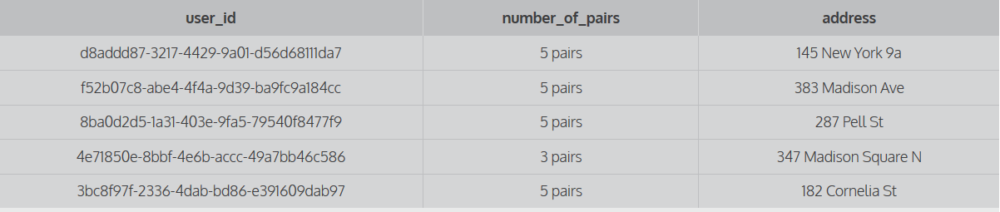 user_id number_of_pairs address
d8addd87-3217-4429-9a01-d56d68111da7 5 pairs 145 New York 9a
f52b07c8-abe4-4f4a-9d39-ba9fc9a184cc 5 pairs 383 Madison Ave
8ba0d2d5-1a31-403e-9fa5-79540f8477f9 5 pairs 287 Pell St
4e71850e-8bbf-4e6b-accc-49a7bb46c586 3 pairs 347 Madison Square N
3bc8f97f-2336-4dab-bd86-e391609dab97 5 pairs 182 Cornelia St